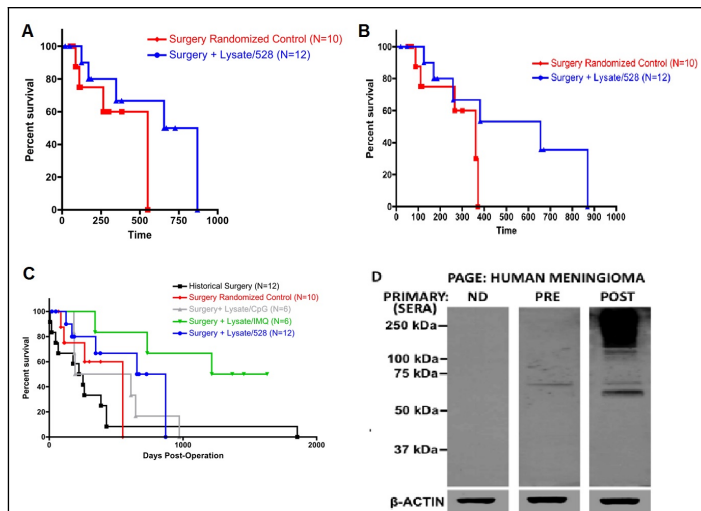 A
Surgery Randomized Control (N=10)
Surgery + Lysate/528 (N=12)
Percent survival
100
80
60
40
20
0
0 250 500 750 1000
Time
B
Surgery Randomized Control (N=10)
Surgery + Lysate/528 (N=12)
Percent survival
100
80
60
40
20
0
0 100 200 300 400 500 600 700 800 900 1000
Time
C
Historical Surgery (N=12)
Surgery Randomized Control (N=10)
Surgery+ Lysate/CpG (N=6)
Surgery + Lysate/IMQ (N=6)
Surgery + Lysate/528 (N=12)
Percent survival
100
80
60
40
20
0
0 1000 2000
Days Post-Operation
D
PAGE: HUMAN MENINGIOMA
PRIMARY: ND PRE POST
(SERA)
250 kDa
100 kDa
75 kDa
50 kDa
37 kDa
β-ACTIN